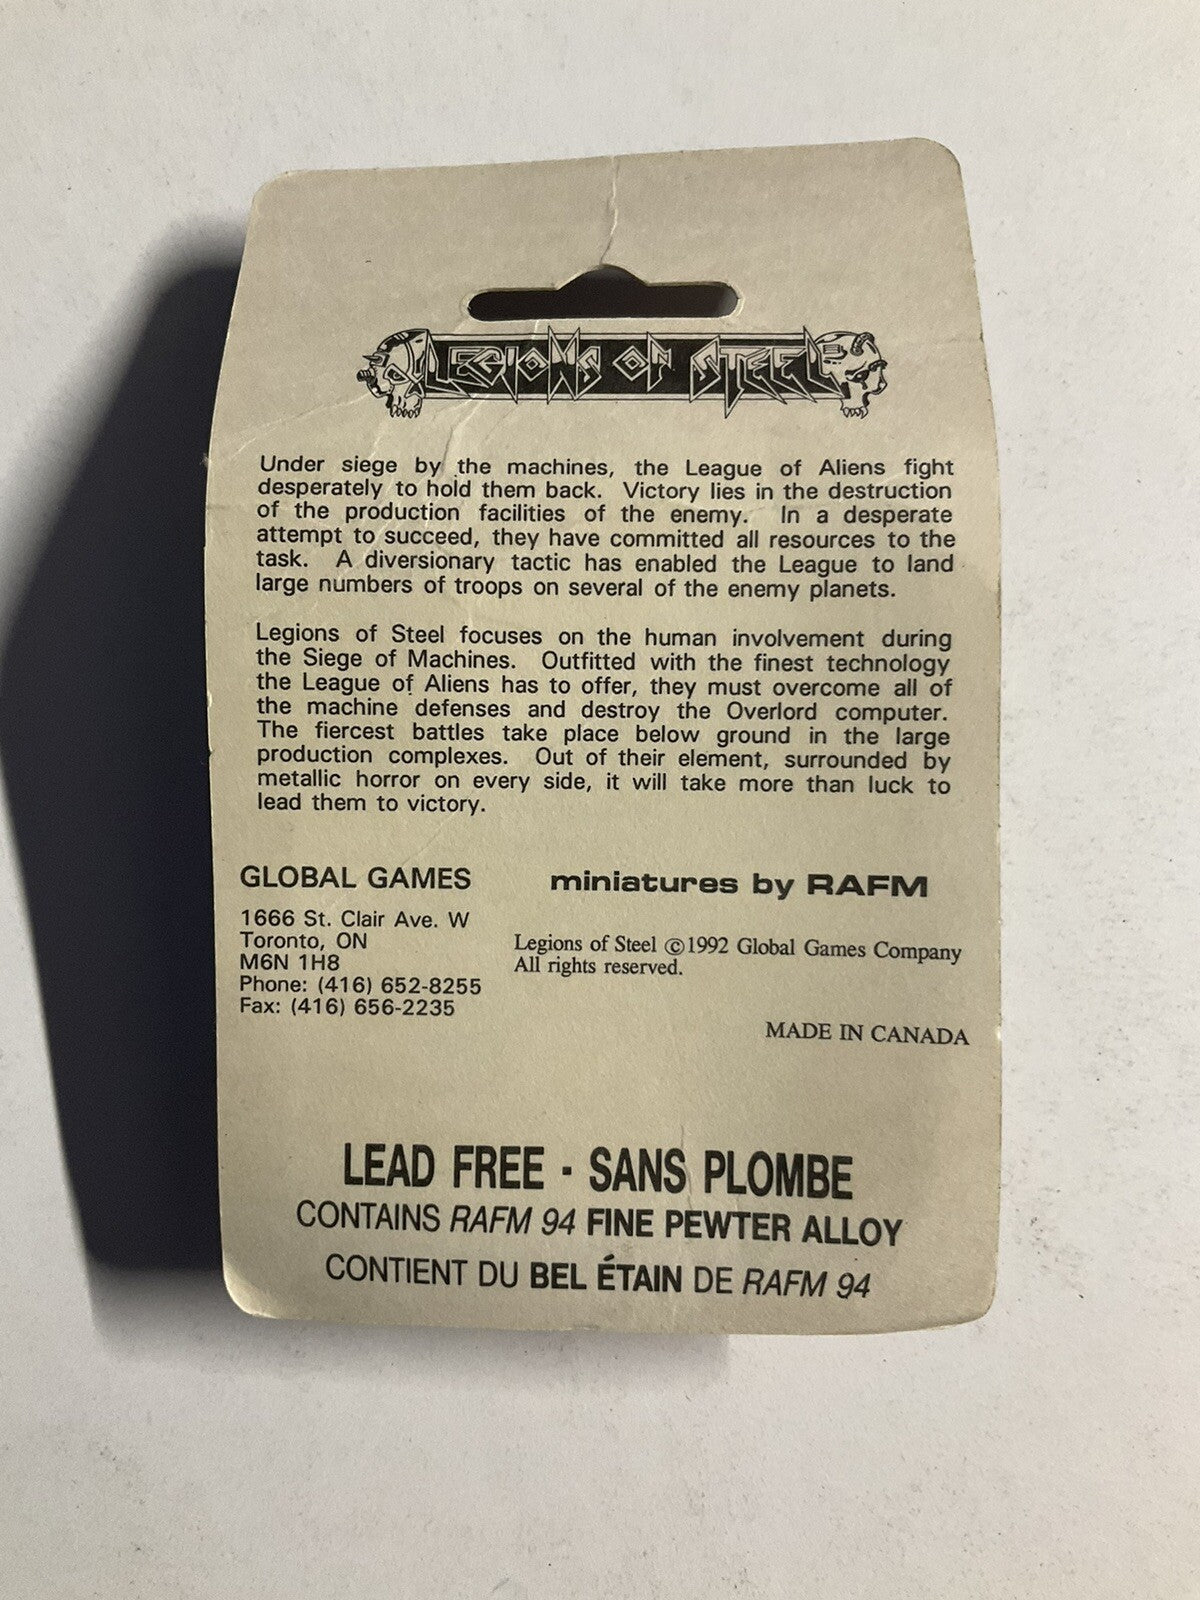 LEGIONS OF STEEL
Under siege by the machines, the League of Aliens fight
desperately to hold them back. Victory lies in the destruction
of the production facilities of the enemy. In a desperate
attempt to succeed, they have committed all resources to the
task. A diversionary tactic has enabled the League to land
large numbers of troops on several of the enemy planets.
Legions of Steel focuses on the human involvement during
the Siege of Machines. Outfitted with the finest technology
the League of Aliens has to offer, they must overcome all of
the machine defenses and destroy the Overlord computer.
The fiercest battles take place below ground in the large
production complexes. Out of their element, surrounded by
metallic horror on every side, it will take more than luck to
lead them to victory.
GLOBAL GAMES
1666 St. Clair Ave. W
Toronto, ON
M6N 1H8
Phone: (416) 652-8255
Fax: (416) 656-2235
miniatures by RAFM
Legions of Steel ©1992 Global Games Company
All rights reserved.
MADE IN CANADA
LEAD FREE - SANS PLOMBE
CONTAINS RAFM 94 FINE PEWTER ALLOY
CONTIENT DU BEL ÉTAIN DE RAFM 94